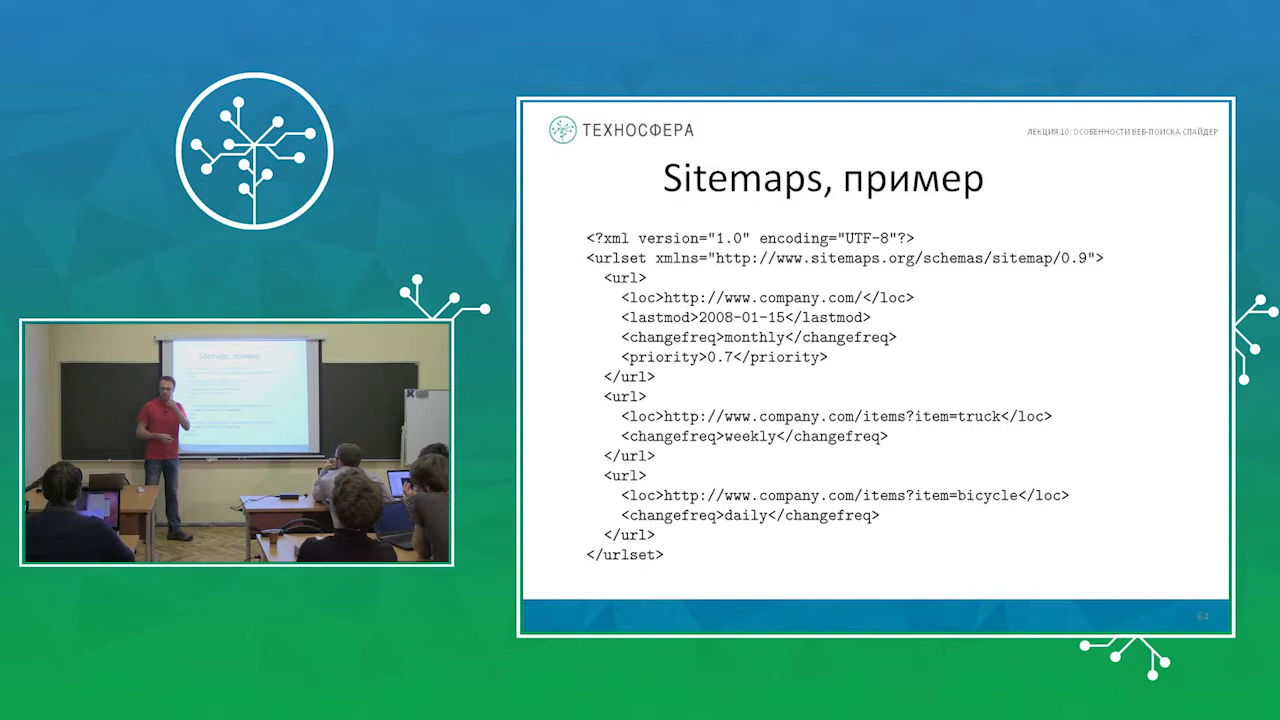 ТЕХНОСФЕРА
ЛЕКЦИЯ 10: ОСОБЕННОСТИ ВЕБ-ПОИСКА. СПАЙДЕР
Sitemaps, пример
<?xml version="1.0" encoding="UTF-8"?>
<urlset xmlns="http://www.sitemaps.org/schemas/sitemap/0.9">
<url>
<loc>http://www.company.com/</loc>
<lastmod>2008-01-15</lastmod>
<changefreq>monthly</changefreq>
<priority>0.7</priority>
</url>
<url>
<loc>http://www.company.com/items?item=truck</loc>
<changefreq>weekly</changefreq>
</url>
<url>
<loc>http://www.company.com/items?item=bicycle</loc>
<changefreq>daily</changefreq>
</url>
</urlset>
64
Sitemaps, пример